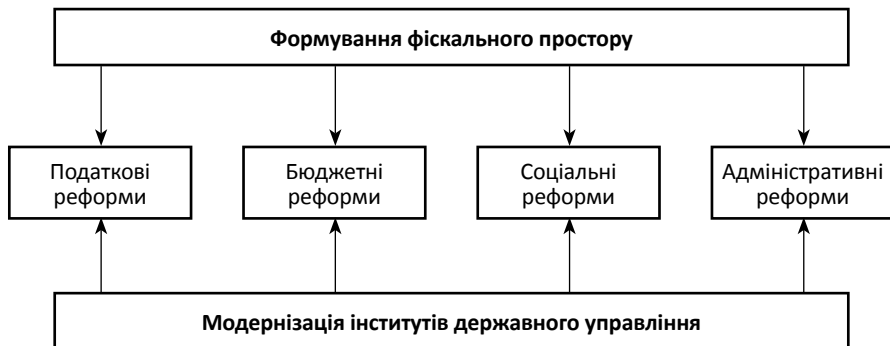 Формування фіскального простору
Податкові
реформи
Бюджетні
реформи
Соціальні
реформи
Адміністративні
реформи
Модернізація інститутів державного управління